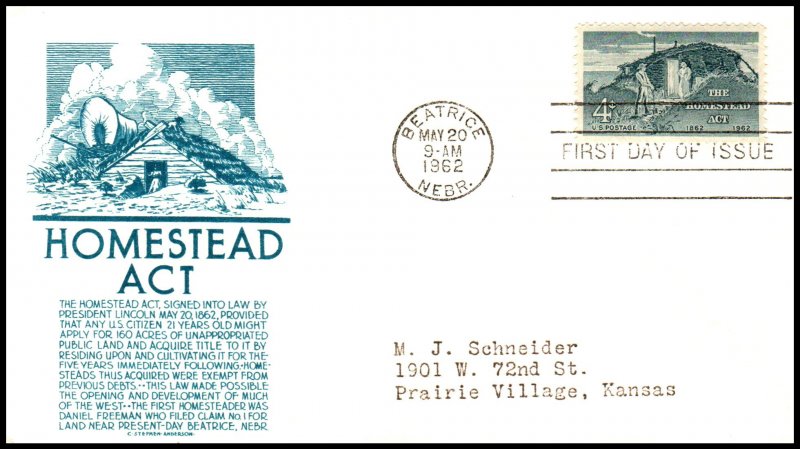 HOMESTEAD
ACT
THE HOMESTEAD ACT, SIGNED INTO LAW BY
PRESIDENT LINCOLN MAY 20, 1862, PROVIDED
THAT ANY U.S. CITIZEN 21 YEARS OLD MIGHT
APPLY FOR 160 ACRES OF UNAPPROPRIATED
PUBLIC LAND AND ACQUIRE TITLE TO IT BY
RESIDING UPON AND CULTIVATING IT FOR THE
FIVE YEARS IMMEDIATELY FOLLOWING.·HOME-
STEADS THUS ACQUIRED WERE EXEMPT FROM
PREVIOUS DEBTS.··THIS LAW MADE POSSIBLE
THE OPENING AND DEVELOPMENT OF MUCH
OF THE WEST··THE FIRST HOMESTEADER WAS
DANIEL FREEMAN WHO FILED CLAIM No. 1 FOR
LAND NEAR PRESENT-DAY BEATRICE, NEBR.
C. STEPHEN ANDERSON
BEATRICE
MAY 20
9-AM
1962
NEBR.
THE
HOMESTEAD
ACT
4¢
U.S. POSTAGE 1862 1962
FIRST DAY OF ISSUE
M. J. Schneider
1901 W. 72nd St.
Prairie Village, Kansas